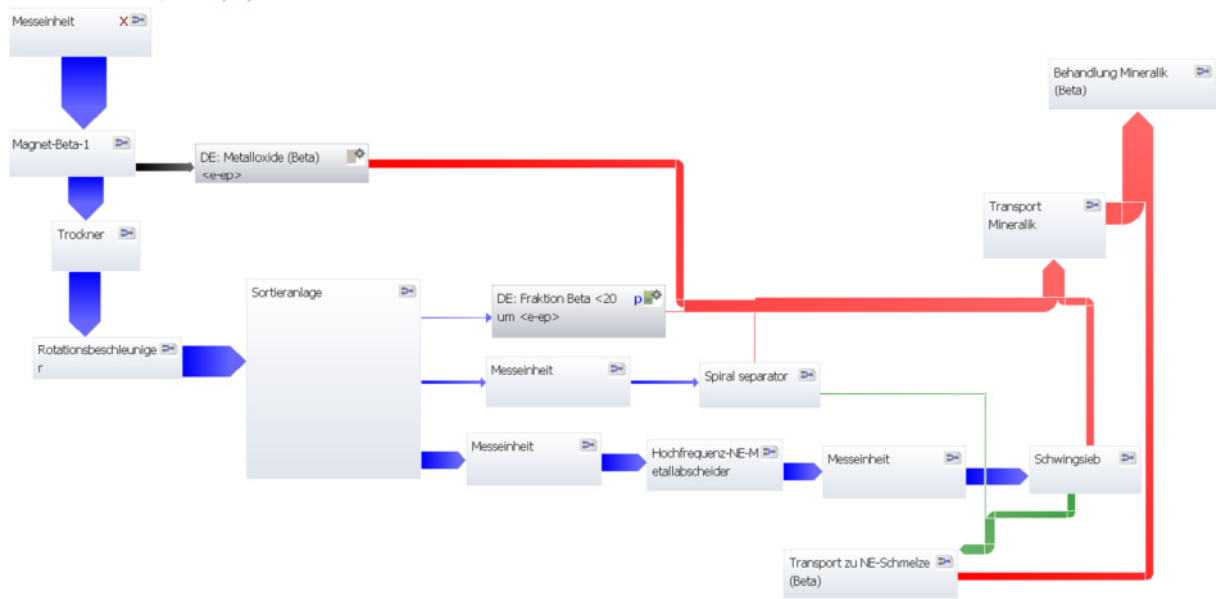 Messeinheit X
Behandlung Mineralik
(Beta)
Magnet-Beta-1
DE: Metalloxide (Beta)
<e-ep>
Transport
Mineralik
Trockner
Sortieranlage
DE: Fraktion Beta <20 p
um <e-ep>
Rotationsbeschleunige
r
Messeinheit
Spiral separator
Messeinheit
Hochfrequenz-NE-M
etallabscheider
Messeinheit
Schwingsieb
Transport zu NE-Schmelze
(Beta)